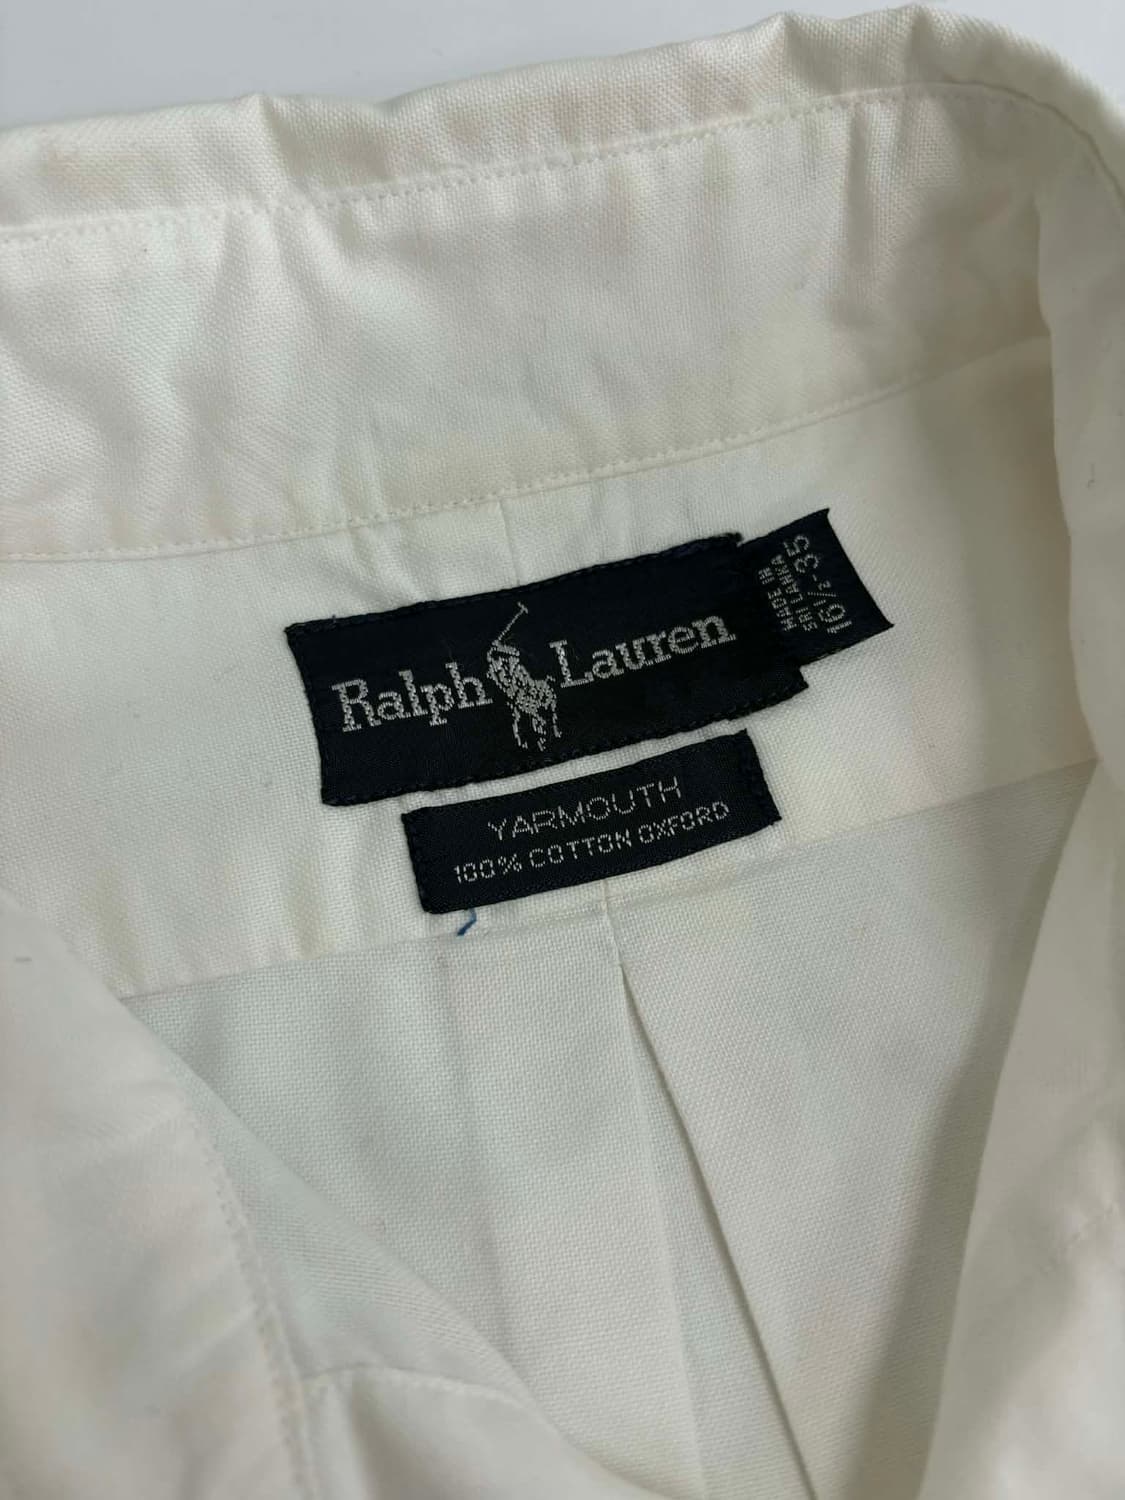 Ralph Lauren
MADE IN
SRI LANKA
16½-35
YARMOUTH
100% COTTON OXFORD